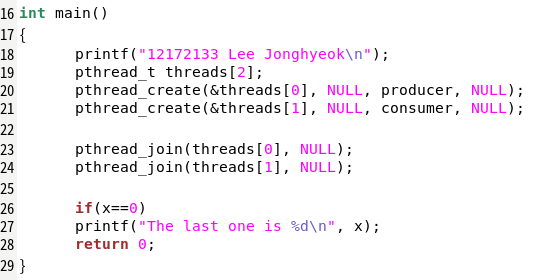 16 int main()
17 {
18       printf("12172133 Lee Jonghyeok\n");
19       pthread_t threads[2];
20       pthread_create(&threads[0], NULL, producer, NULL);
21       pthread_create(&threads[1], NULL, consumer, NULL);
22
23       pthread_join(threads[0], NULL);
24       pthread_join(threads[1], NULL);
25
26       if(x==0)
27       printf("The last one is %d\n", x);
28       return 0;
29 }